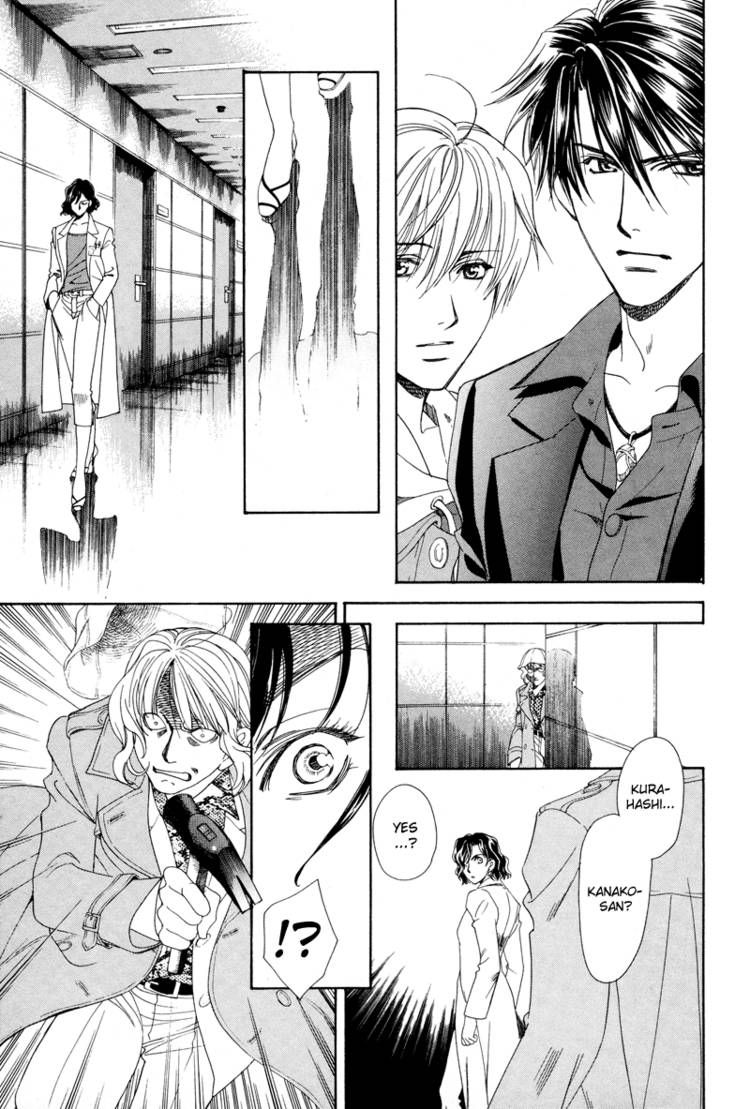 KURA-
HASHI...
KANAKO-
SAN?
YES
...?
!?